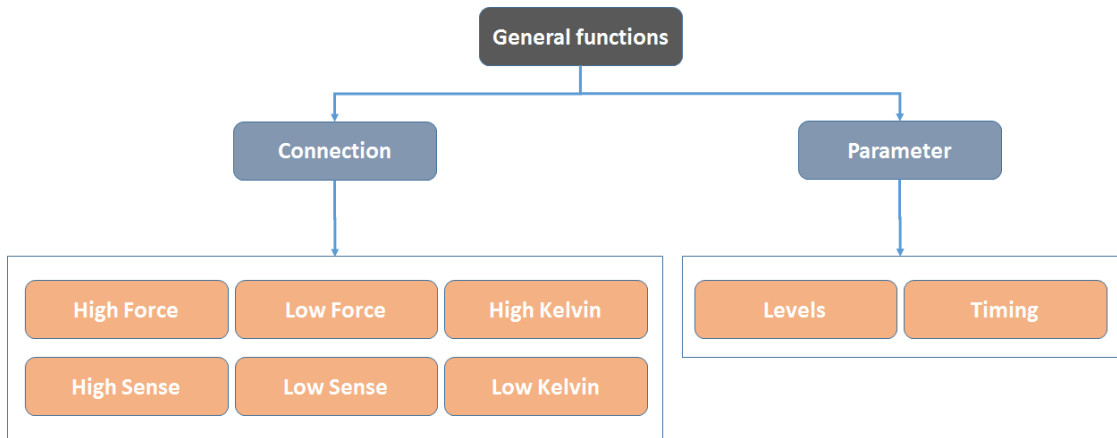 General functions
Connection
Parameter
High Force
Low Force
High Kelvin
High Sense
Low Sense
Low Kelvin
Levels
Timing